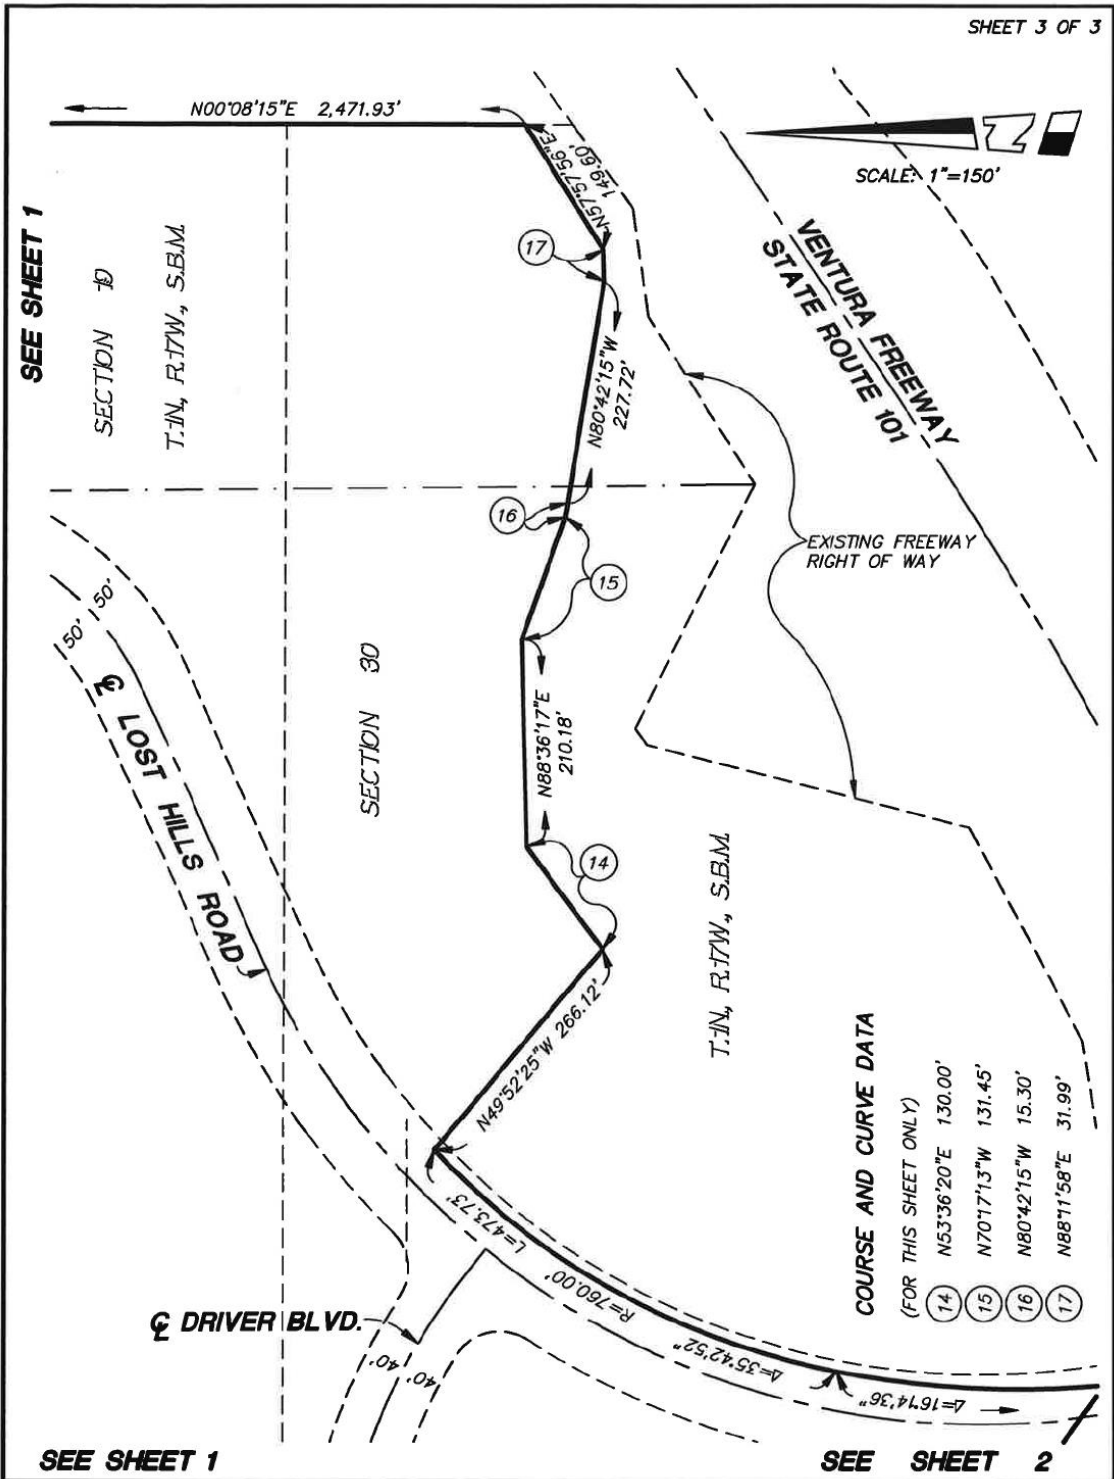 SHEET 3 OF 3
N00°08'15"E 2,471.93'
SCALE: 1"=150'
N57°57'56"E
149.60'
SEE SHEET 1
SECTION 19
T.1N., R.17W., S.B.M.
17
VENTURA FREEWAY
STATE ROUTE 101
N80°42'15"W
227.72'
16
EXISTING FREEWAY
RIGHT OF WAY
15
50'
50'
℄ LOST HILLS ROAD
SECTION 30
N88°36'17"E
210.18'
14
T.1N., R.17W., S.B.M.
N49°52'25"W 266.12'
L=473.73'
R=760.00'
Δ=35°42'52"
Δ=16°14'36"
℄ DRIVER BLVD.
40'
40'
COURSE AND CURVE DATA
(FOR THIS SHEET ONLY)
14 N53°36'20"E 130.00'
15 N70°17'13"W 131.45'
16 N80°42'15"W 15.30'
17 N88°11'58"E 31.99'
SEE SHEET 1
SEE SHEET 2